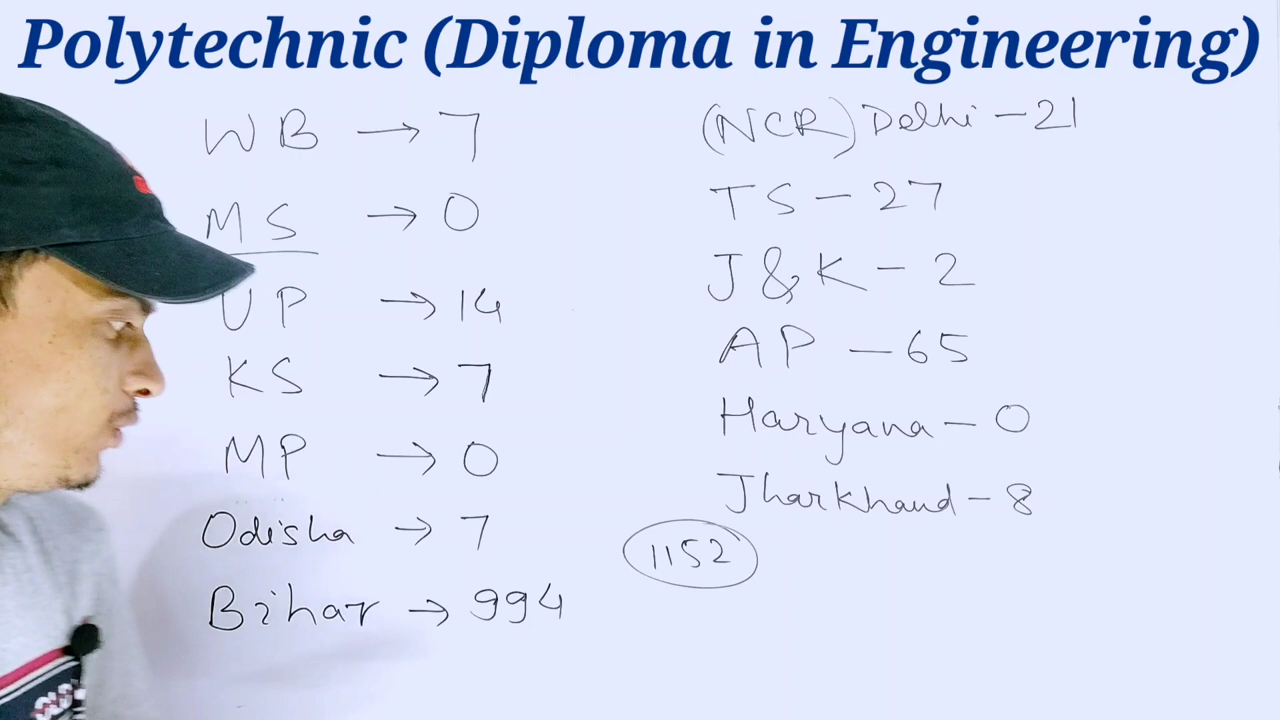 Polytechnic (Diploma in Engineering)
WB → 7
MS → 0
UP → 14
KS → 7
MP → 0
Odisha → 7
Bihar → 994
(NCR) Delhi - 21
TS - 27
J&K - 2
AP - 65
Haryana - 0
Jharkhand - 8
1152